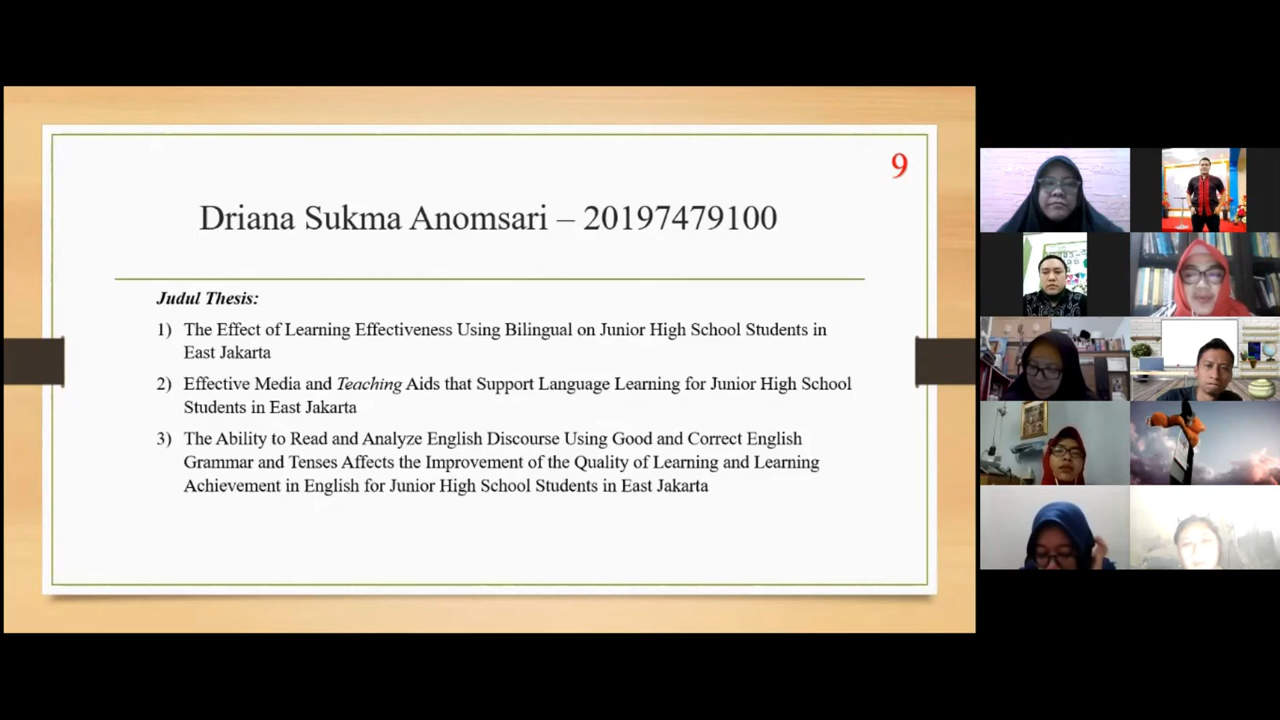 9
Driana Sukma Anomsari – 20197479100
Judul Thesis:
1) The Effect of Learning Effectiveness Using Bilingual on Junior High School Students in
East Jakarta
2) Effective Media and Teaching Aids that Support Language Learning for Junior High School
Students in East Jakarta
3) The Ability to Read and Analyze English Discourse Using Good and Correct English
Grammar and Tenses Affects the Improvement of the Quality of Learning and Learning
Achievement in English for Junior High School Students in East Jakarta